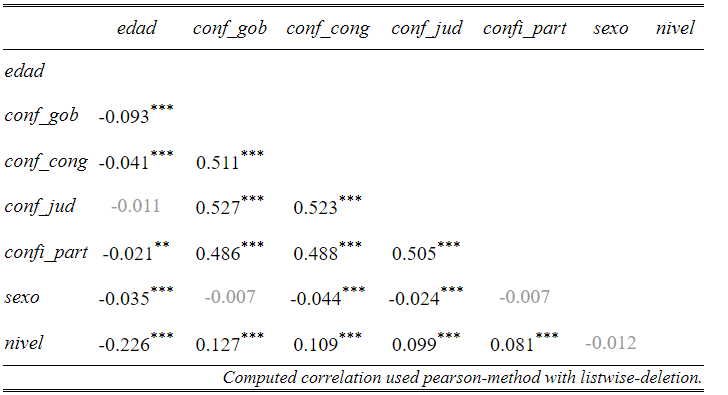 edad conf_gob conf_cong conf_jud confi_part sexo nivel
edad
conf_gob -0.093***
conf_cong -0.041*** 0.511***
conf_jud -0.011 0.527*** 0.523***
confi_part -0.021** 0.486*** 0.488*** 0.505***
sexo -0.035*** -0.007 -0.044*** -0.024*** -0.007
nivel -0.226*** 0.127*** 0.109*** 0.099*** 0.081*** -0.012
Computed correlation used pearson-method with listwise-deletion.